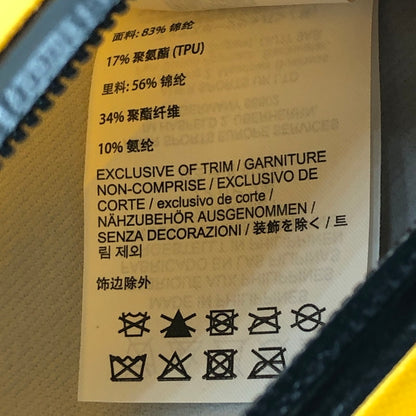 面料: 83% 锦纶
17% 聚氨酯 (TPU)
里料: 56% 锦纶
34% 聚酯纤维
10% 氨纶
EXCLUSIVE OF TRIM / GARNITURE
NON-COMPRISE / EXCLUSIVO DE
CORTE / exclusivo de corte /
NÄHZUBEHÖR AUSGENOMMEN /
SENZA DECORAZIONI / 装飾を除く / 트
림 제외
饰边除外